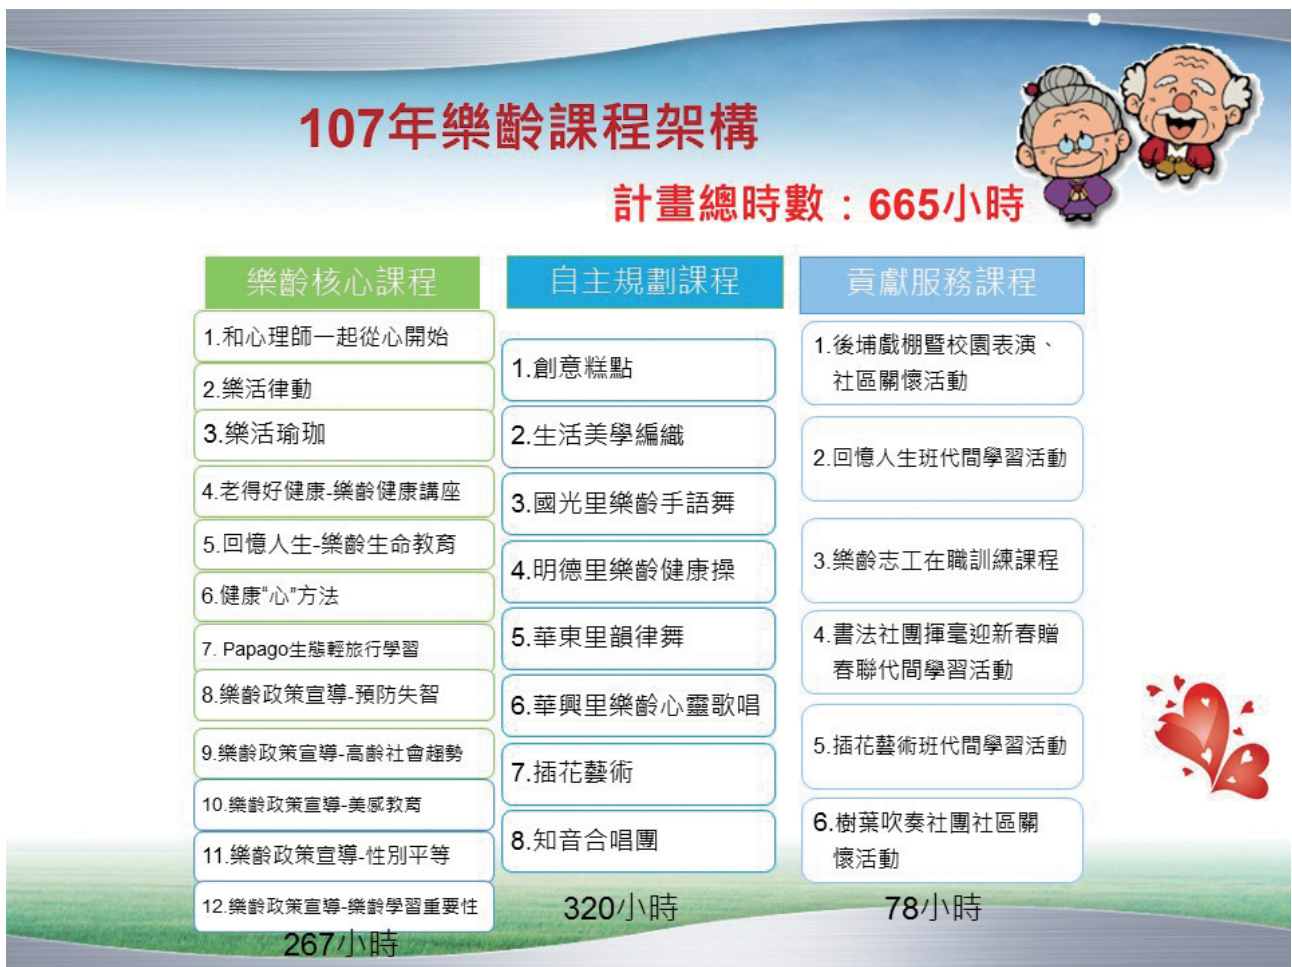 107年樂齡課程架構
計畫總時數：665小時
樂齡核心課程
1.和心理師一起從心開始
2.樂活律動
3.樂活瑜珈
4.老得好健康-樂齡健康講座
5.回憶人生-樂齡生命教育
6.健康“心”方法
7. Papago生態輕旅行學習
8.樂齡政策宣導-預防失智
9.樂齡政策宣導-高齡社會趨勢
10.樂齡政策宣導-美感教育
11.樂齡政策宣導-性別平等
12.樂齡政策宣導-樂齡學習重要性
267小時
自主規劃課程
1.創意糕點
2.生活美學編織
3.國光里樂齡手語舞
4.明德里樂齡健康操
5.華東里韻律舞
6.華興里樂齡心靈歌唱
7.插花藝術
8.知音合唱團
320小時
貢獻服務課程
1.後埔戲棚暨校園表演、
社區關懷活動
2.回憶人生班代間學習活動
3.樂齡志工在職訓練課程
4.書法社團揮毫迎新春贈
春聯代間學習活動
5.插花藝術班代間學習活動
6.樹葉吹奏社團社區關
懷活動
78小時